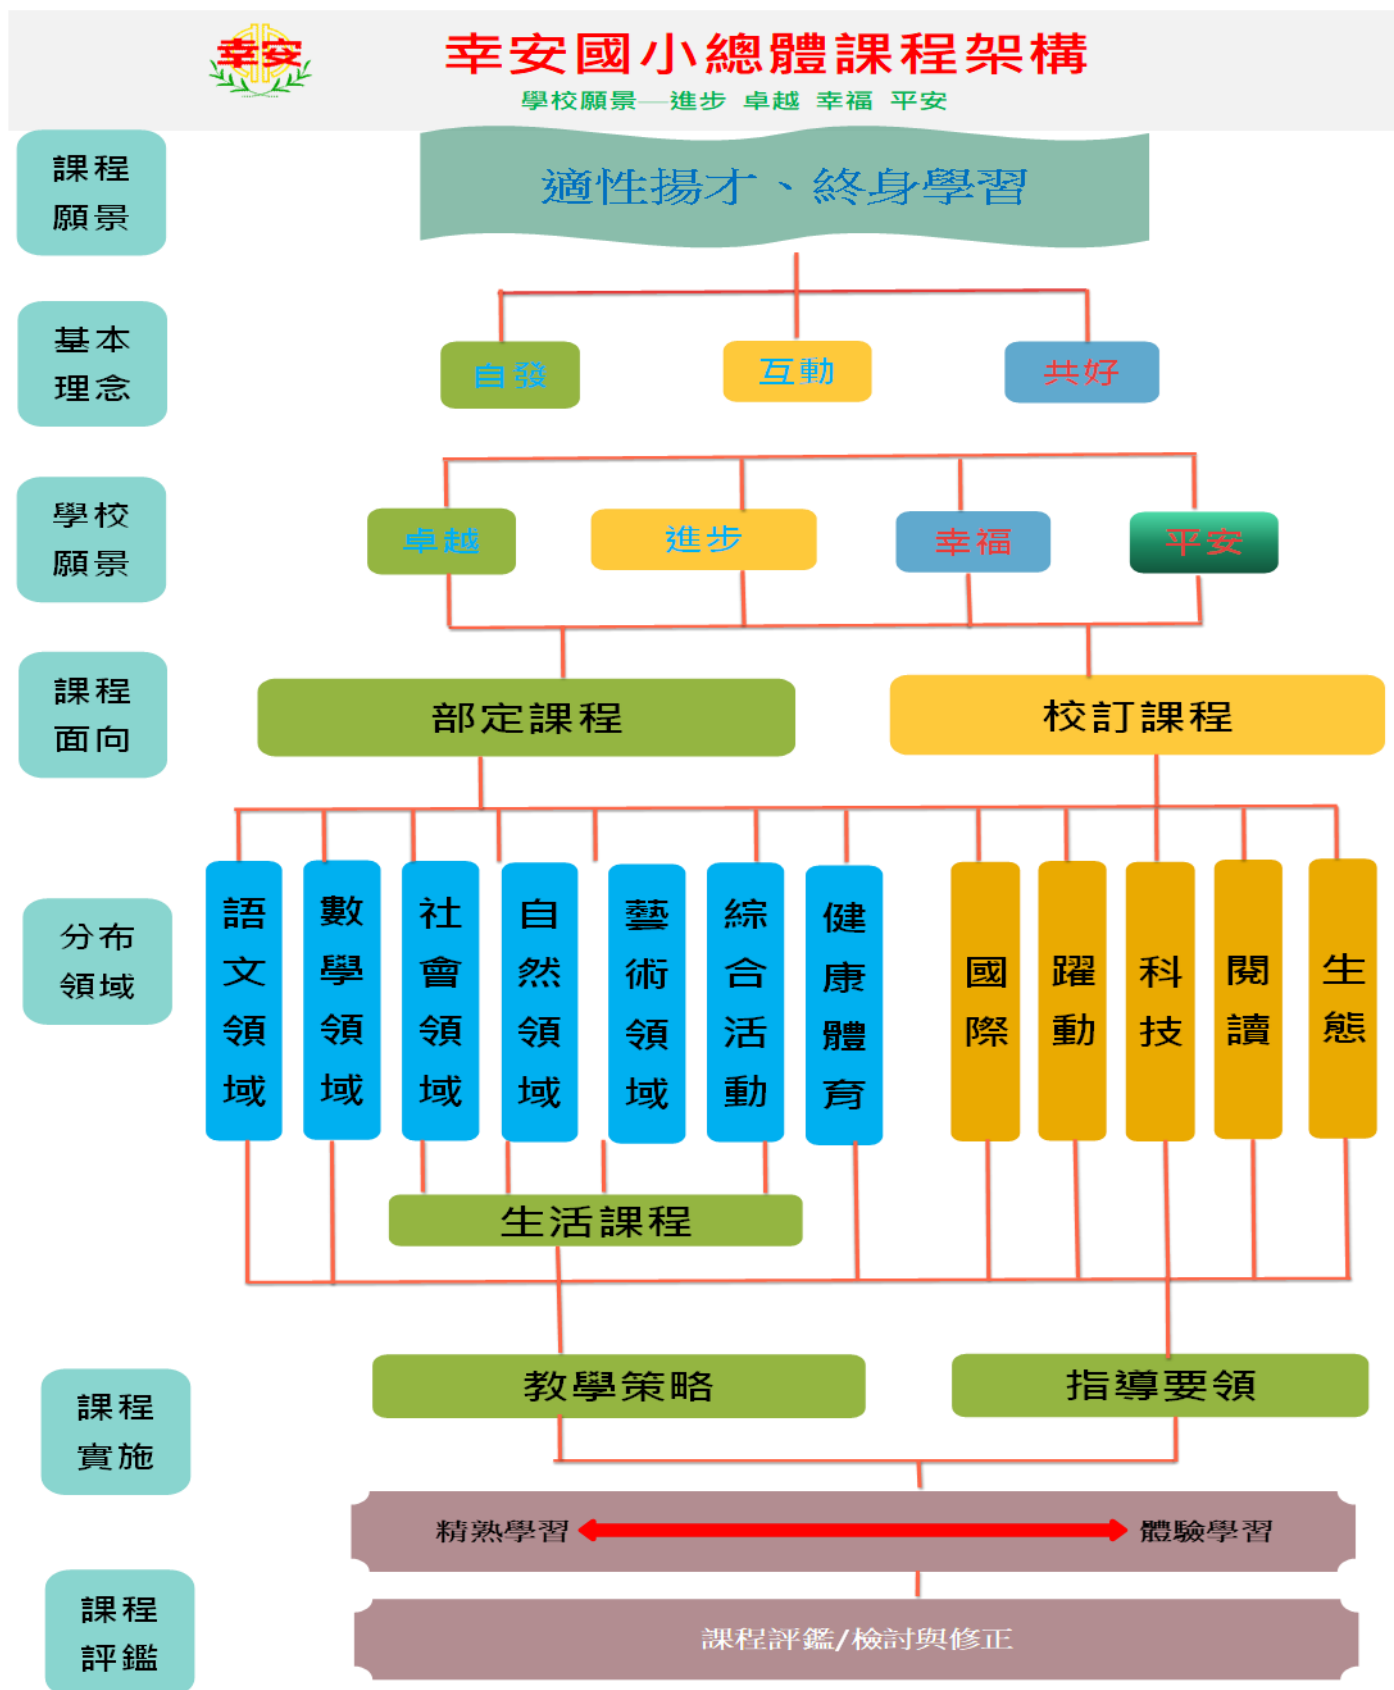 幸安
幸安國小總體課程架構
學校願景—進步 卓越 幸福 平安
課程
願景
適性揚才、終身學習
基本
理念
自發
互動
共好
學校
願景
卓越
進步
幸福
平安
課程
面向
部定課程
校訂課程
分布
領域
語文領域
數學領域
社會領域
自然領域
藝術領域
綜合活動
健康體育
國際
躍動
科技
閱讀
生態
生活課程
課程
實施
教學策略
指導要領
精熟學習
體驗學習
課程
評鑑
課程評鑑/檢討與修正